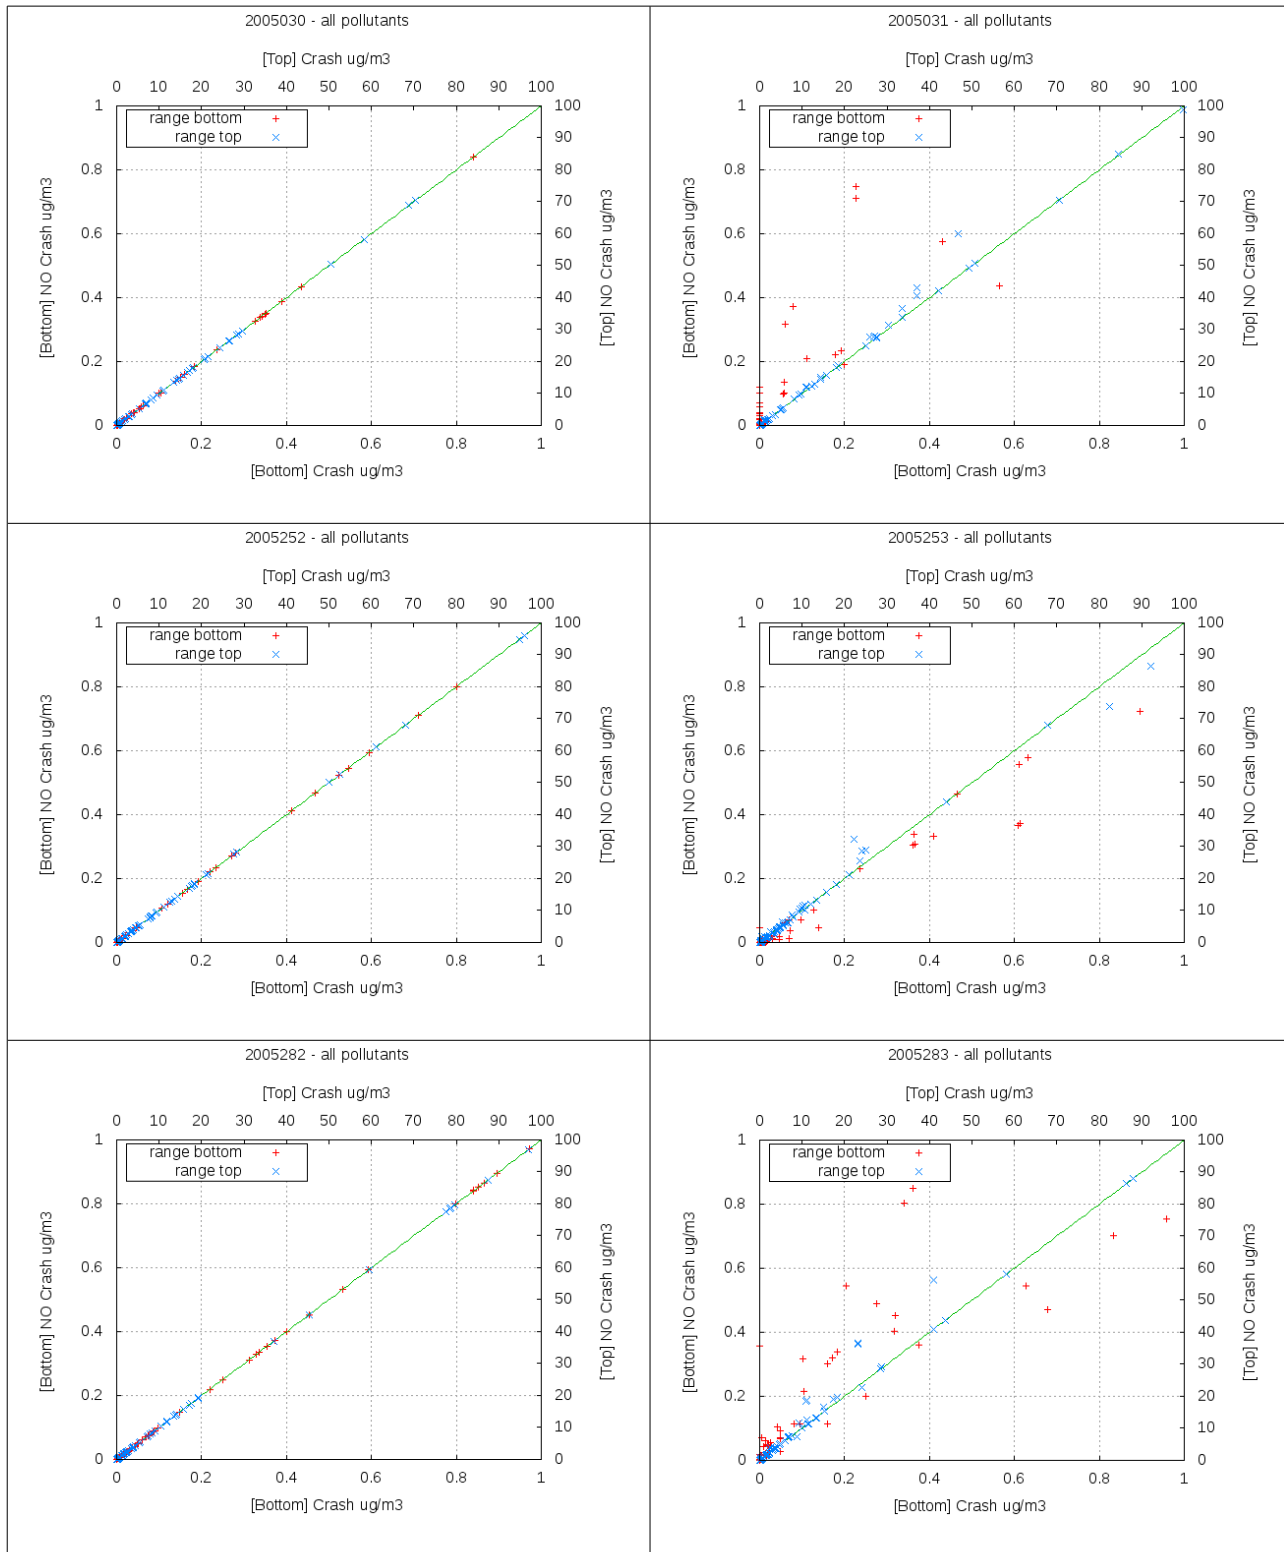 2005030 - all pollutants
[Top] Crash ug/m3
0 10 20 30 40 50 60 70 80 90 100
range bottom
range top
1 0.8 0.6 0.4 0.2 0
[Bottom] NO Crash ug/m3
100 90 80 70 60 50 40 30 20 10 0
[Top] NO Crash ug/m3
0 0.2 0.4 0.6 0.8 1
[Bottom] Crash ug/m3
2005031 - all pollutants
[Top] Crash ug/m3
0 10 20 30 40 50 60 70 80 90 100
range bottom
range top
1 0.8 0.6 0.4 0.2 0
[Bottom] NO Crash ug/m3
100 90 80 70 60 50 40 30 20 10 0
[Top] NO Crash ug/m3
0 0.2 0.4 0.6 0.8 1
[Bottom] Crash ug/m3
2005252 - all pollutants
[Top] Crash ug/m3
0 10 20 30 40 50 60 70 80 90 100
range bottom
range top
1 0.8 0.6 0.4 0.2 0
[Bottom] NO Crash ug/m3
100 90 80 70 60 50 40 30 20 10 0
[Top] NO Crash ug/m3
0 0.2 0.4 0.6 0.8 1
[Bottom] Crash ug/m3
2005253 - all pollutants
[Top] Crash ug/m3
0 10 20 30 40 50 60 70 80 90 100
range bottom
range top
1 0.8 0.6 0.4 0.2 0
[Bottom] NO Crash ug/m3
100 90 80 70 60 50 40 30 20 10 0
[Top] NO Crash ug/m3
0 0.2 0.4 0.6 0.8 1
[Bottom] Crash ug/m3
2005282 - all pollutants
[Top] Crash ug/m3
0 10 20 30 40 50 60 70 80 90 100
range bottom
range top
1 0.8 0.6 0.4 0.2 0
[Bottom] NO Crash ug/m3
100 90 80 70 60 50 40 30 20 10 0
[Top] NO Crash ug/m3
0 0.2 0.4 0.6 0.8 1
[Bottom] Crash ug/m3
2005283 - all pollutants
[Top] Crash ug/m3
0 10 20 30 40 50 60 70 80 90 100
range bottom
range top
1 0.8 0.6 0.4 0.2 0
[Bottom] NO Crash ug/m3
100 90 80 70 60 50 40 30 20 10 0
[Top] NO Crash ug/m3
0 0.2 0.4 0.6 0.8 1
[Bottom] Crash ug/m3